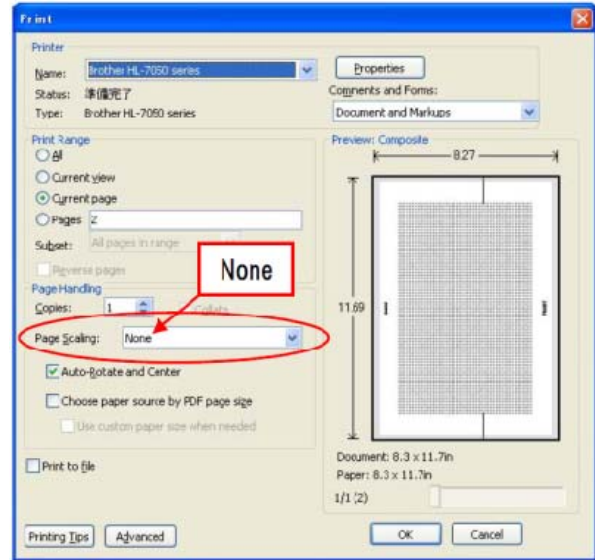 Print
Printer
Name: Brother HL-7050 series
Properties
Status: 準備完了
Comments and Forms:
Type: Brother HL-7050 series
Document and Markups
Print Range
All
Current view
Current page
Pages 2
Subset: All pages in range
Reverse pages
Preview: Composite
8.27
11.69
None
Page Handling
Copies: 1
Collate
Page Scaling: None
Auto-Rotate and Center
Choose paper source by PDF page size
Use custom paper size when needed
Print to file
Document: 8.3 x 11.7in
Paper: 8.3 x 11.7in
1/1 (2)
Printing Tips
Advanced
OK
Cancel